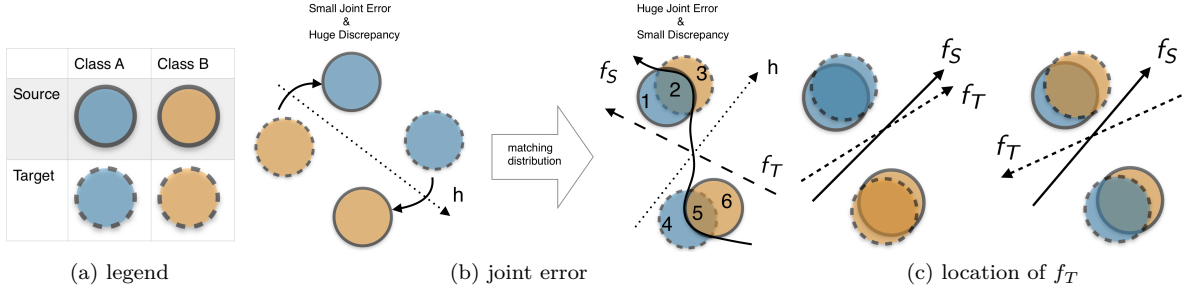 Class A Class B
Source
Target
(a) legend
Small Joint Error
&
Huge Discrepancy
h
matching
distribution
Huge Joint Error
&
Small Discrepancy
f_S
h
1
2
3
f_T
4
5
6
(b) joint error
f_S
f_T
f_S
f_T
(c) location of f_T